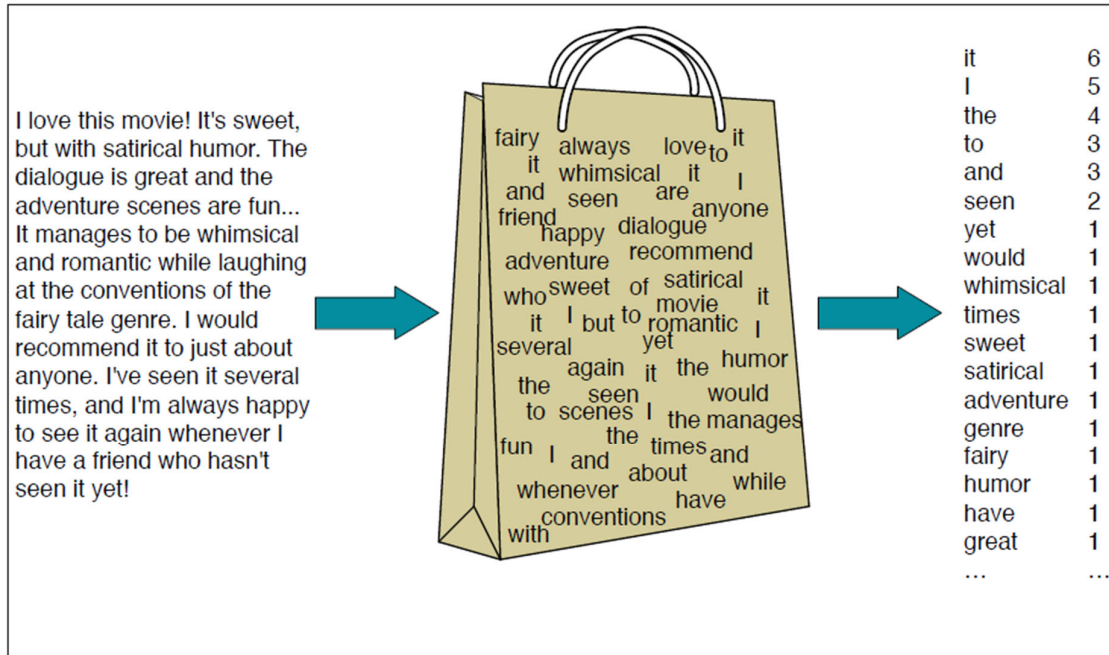 I love this movie! It's sweet,
but with satirical humor. The
dialogue is great and the
adventure scenes are fun...
It manages to be whimsical
and romantic while laughing
at the conventions of the
fairy tale genre. I would
recommend it to just about
anyone. I've seen it several
times, and I'm always happy
to see it again whenever I
have a friend who hasn't
seen it yet!
fairy always love to it
it whimsical it I
and seen are anyone
friend happy dialogue
adventure recommend
who sweet of satirical it
it I but to movie romantic I
several yet
again it the humor
the seen would
to scenes I the manages
fun I and the times and
whenever about have while
conventions
with
it 6
I 5
the 4
to 3
and 3
seen 2
yet 1
would 1
whimsical 1
times 1
sweet 1
satirical 1
adventure 1
genre 1
fairy 1
humor 1
have 1
great 1
... ...